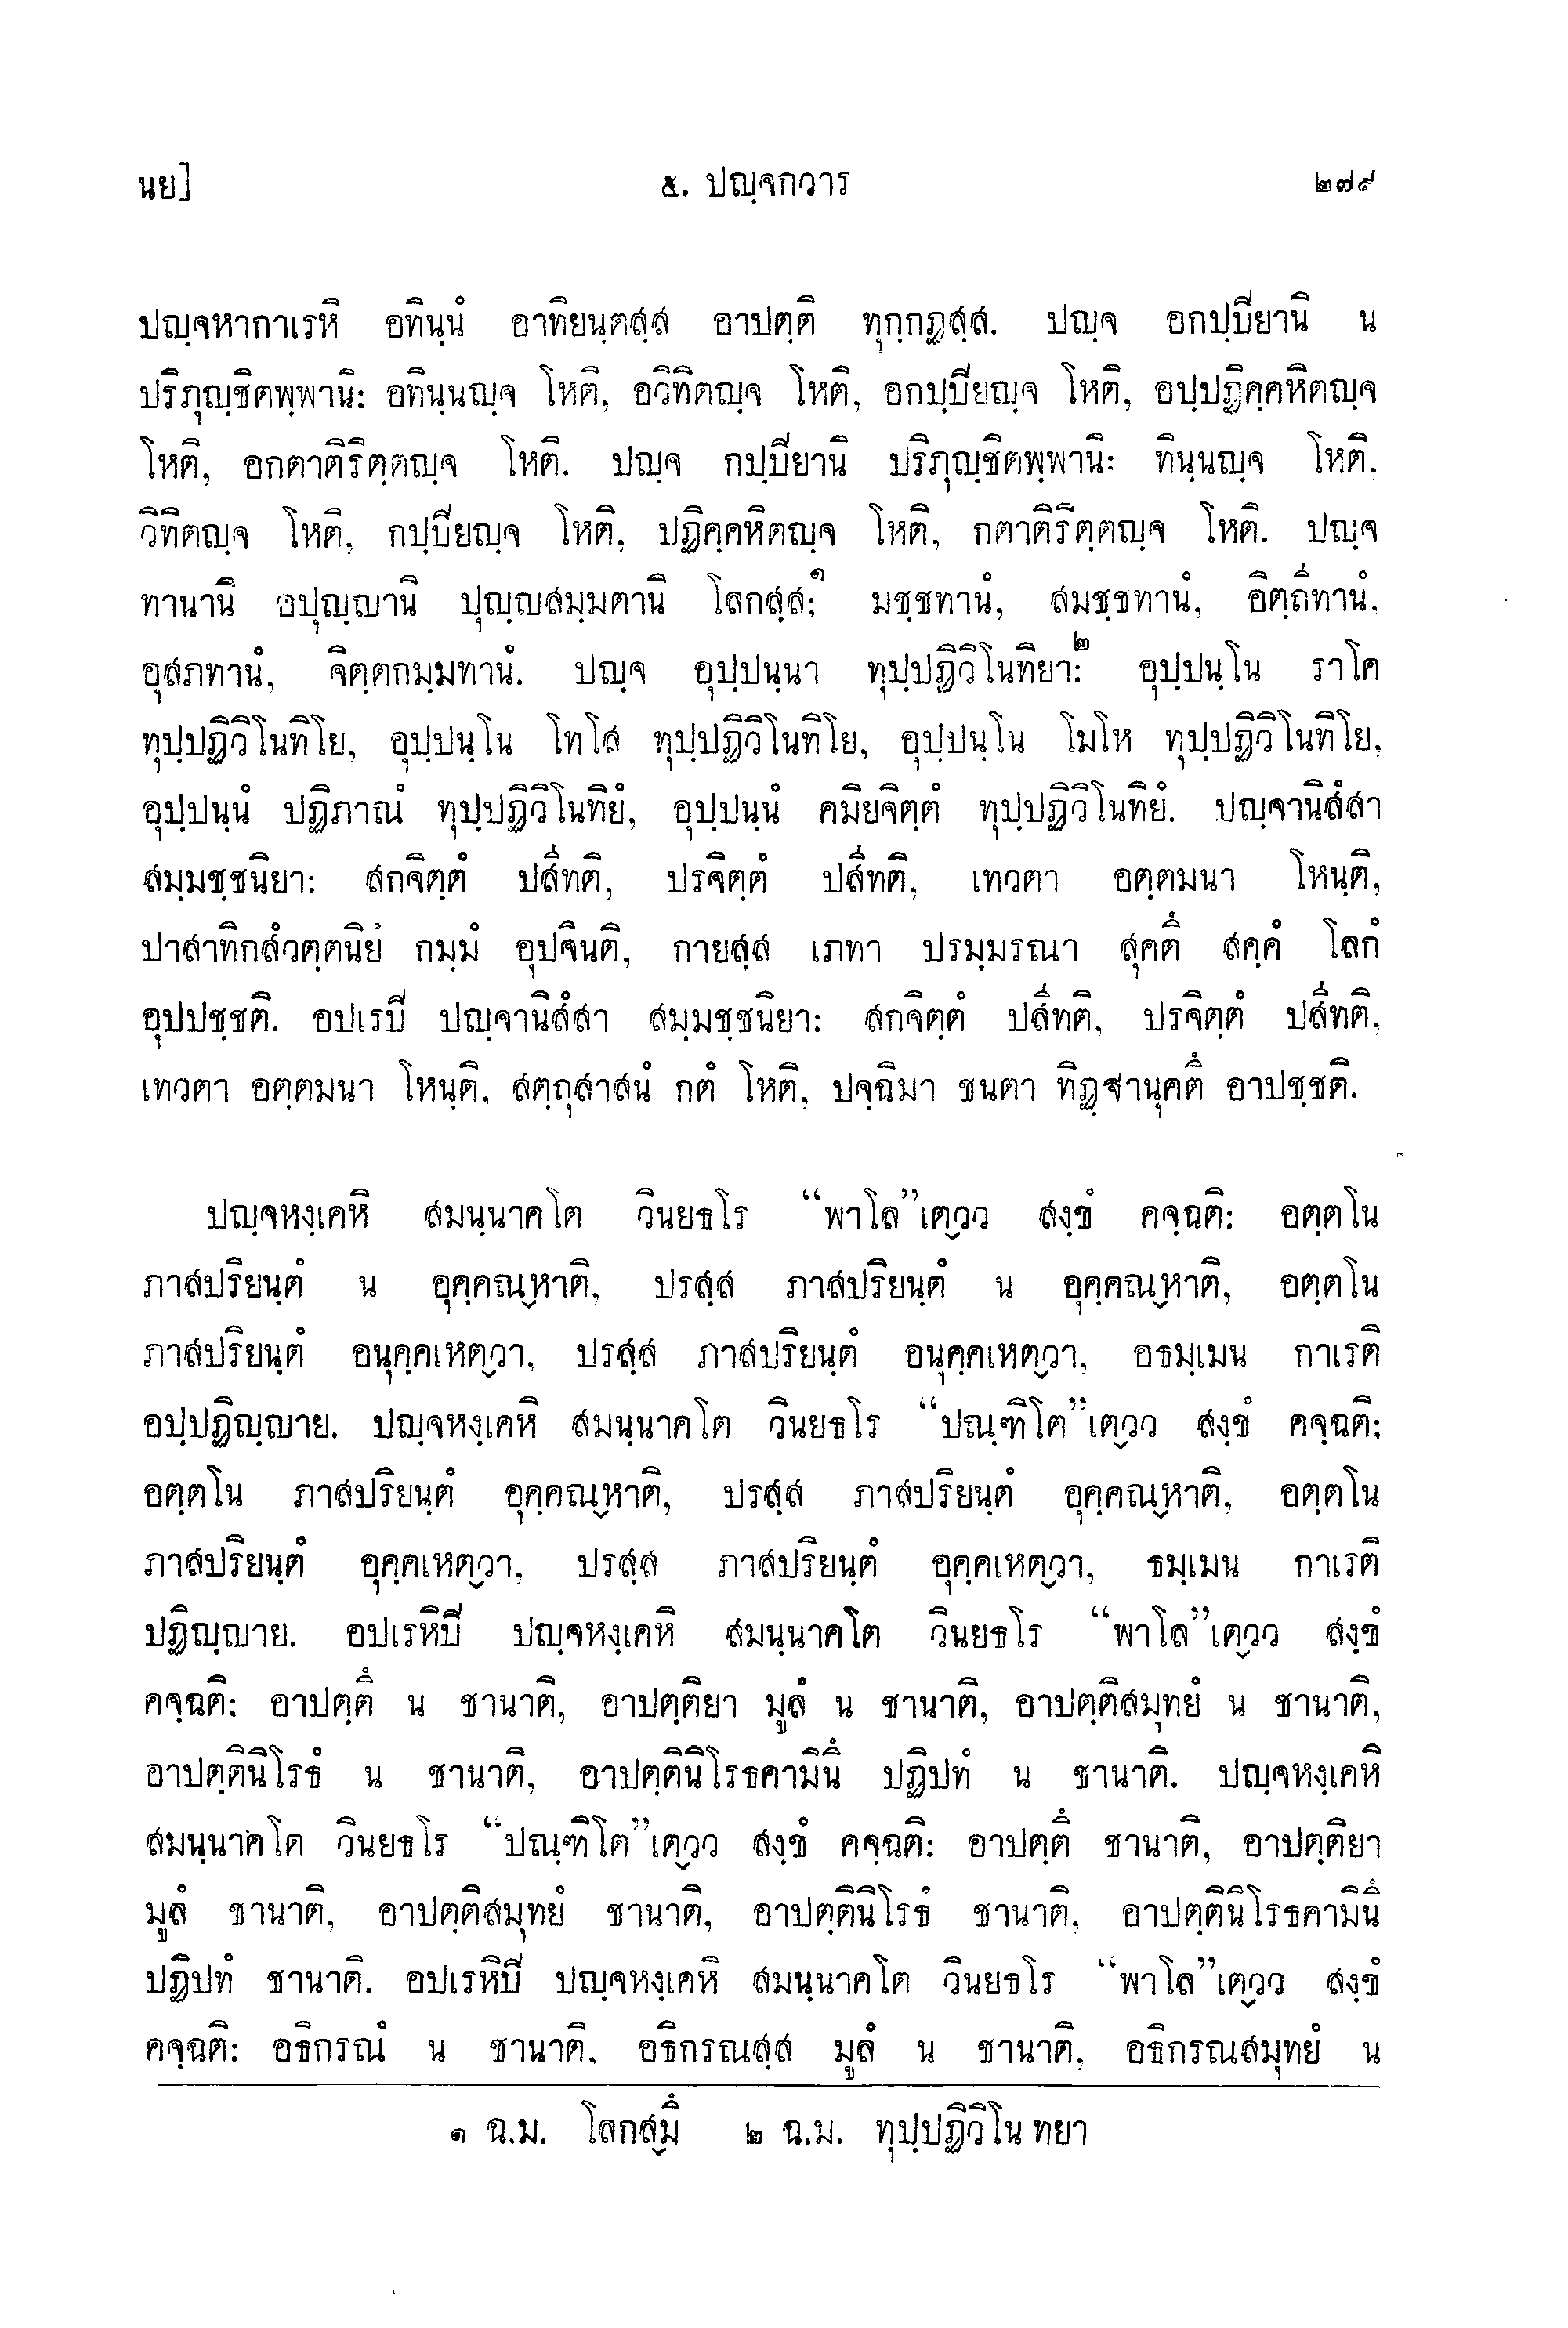 นย] ๕. ปญฺจกวาร ๒๗๙
ปญฺจหากาเรหิ อทินฺนํ อาทิยนฺตสฺส อาปตฺติ ทุกฺกฏสฺส. ปญฺจ อกปฺปิยานิ น
ปริภุญฺชิตพฺพานิ: อทินฺนญฺจ โหติ, อวิทิตญฺจ โหติ, อกปฺปิยญฺจ โหติ, อปฺปฏิคฺคหิตญฺจ
โหติ, อกตาติริตฺตญฺจ โหติ. ปญฺจ กปฺปิยานิ ปริภุญฺชิตพฺพานิ: ทินฺนญฺจ โหติ,
วิทิตญฺจ โหติ, กปฺปิยญฺจ โหติ, ปฏิคฺคหิตญฺจ โหติ, กตาติริตฺตญฺจ โหติ. ปญฺจ
ทานานิ อปุญฺญานิ ปุญฺญสมฺมตานิ โลกสฺส:๑ มชฺชทานํ, สมชฺชทานํ, อิตฺถิทานํ,
อุสภทานํ, จิตฺตกมฺมทานํ. ปญฺจ อุปฺปนฺนา ทุปฺปฏิวิโนทิยา:๒ อุปฺปนฺโน ราโค
ทุปฺปฏิวิโนทิโย, อุปฺปนฺโน โทโส ทุปฺปฏิวิโนทิโย, อุปฺปนฺโน โมโห ทุปฺปฏิวิโนทิโย,
อุปฺปนฺนํ ปฏิภาณํ ทุปฺปฏิวิโนทิยํ, อุปฺปนฺนํ คมิยจิตฺตํ ทุปฺปฏิวิโนทิยํ. ปญฺจานิสํสา
สมฺมชฺชนิยา: สกจิตฺตํ ปสีทติ, ปรจิตฺตํ ปสีทติ, เทวตา อตฺตมนา โหนฺติ,
ปาสาทิกสํวตฺตนิยํ กมฺมํ อุปจินติ, กายสฺส เภทา ปรมฺมรณา สุคตึ สคฺคํ โลกํ
อุปปชฺชติ. อปเรปิ ปญฺจานิสํสา สมฺมชฺชนิยา: สกจิตฺตํ ปสีทติ, ปรจิตฺตํ ปสีทติ,
เทวตา อตฺตมนา โหนฺติ, สตฺถุสาสนํ กตํ โหติ, ปจฺฉิมา ชนตา ทิฏฺฐานุคตึ อาปชฺชติ.
ปญฺจหงฺเคหิ สมนฺนาคโต วินยธโร “พาโล”เตฺวว สงฺขํ คจฺฉติ: อตฺตโน
ภาสปริยนฺตํ น อุคฺคณฺหาติ, ปรสฺส ภาสปริยนฺตํ น อุคฺคณฺหาติ, อตฺตโน
ภาสปริยนฺตํ อนุคฺคเหตฺวา, ปรสฺส ภาสปริยนฺตํ อนุคฺคเหตฺวา, อธมฺเมน กาเรติ
อปฺปฏิญฺญาย. ปญฺจหงฺเคหิ สมนฺนาคโต วินยธโร “ปณฺฑิโต”เตฺวว สงฺขํ คจฺฉติ;
อตฺตโน ภาสปริยนฺตํ อุคฺคณฺหาติ, ปรสฺส ภาสปริยนฺตํ อุคฺคณฺหาติ, อตฺตโน
ภาสปริยนฺตํ อุคฺคเหตฺวา, ปรสฺส ภาสปริยนฺตํ อุคฺคเหตฺวา, ธมฺเมน กาเรติ
ปฏิญฺญาย. อปเรหิปิ ปญฺจหงฺเคหิ สมนฺนาคโต วินยธโร “พาโล”เตฺวว สงฺขํ
คจฺฉติ: อาปตฺตึ น ชานาติ, อาปตฺติยา มูลํ น ชานาติ, อาปตฺติสมุทยํ น ชานาติ,
อาปตฺตินิโรธํ น ชานาติ, อาปตฺตินิโรธคามินึ ปฏิปทํ น ชานาติ. ปญฺจหงฺเคหิ
สมนฺนาคโต วินยธโร “ปณฺฑิโต”เตฺวว สงฺขํ คจฺฉติ: อาปตฺตึ ชานาติ, อาปตฺติยา
มูลํ ชานาติ, อาปตฺติสมุทยํ ชานาติ, อาปตฺตินิโรธํ ชานาติ, อาปตฺตินิโรธคามินึ
ปฏิปทํ ชานาติ. อปเรหิปิ ปญฺจหงฺเคหิ สมนฺนาคโต วินยธโร “พาโล”เตฺวว สงฺขํ
คจฺฉติ: อธิกรณํ น ชานาติ, อธิกรณสฺส มูลํ น ชานาติ, อธิกรณสมุทยํ น
๑ ฉ.ม. โลกสฺมึ ๒ ฉ.ม. ทุปฺปฏิวิโน ทยา